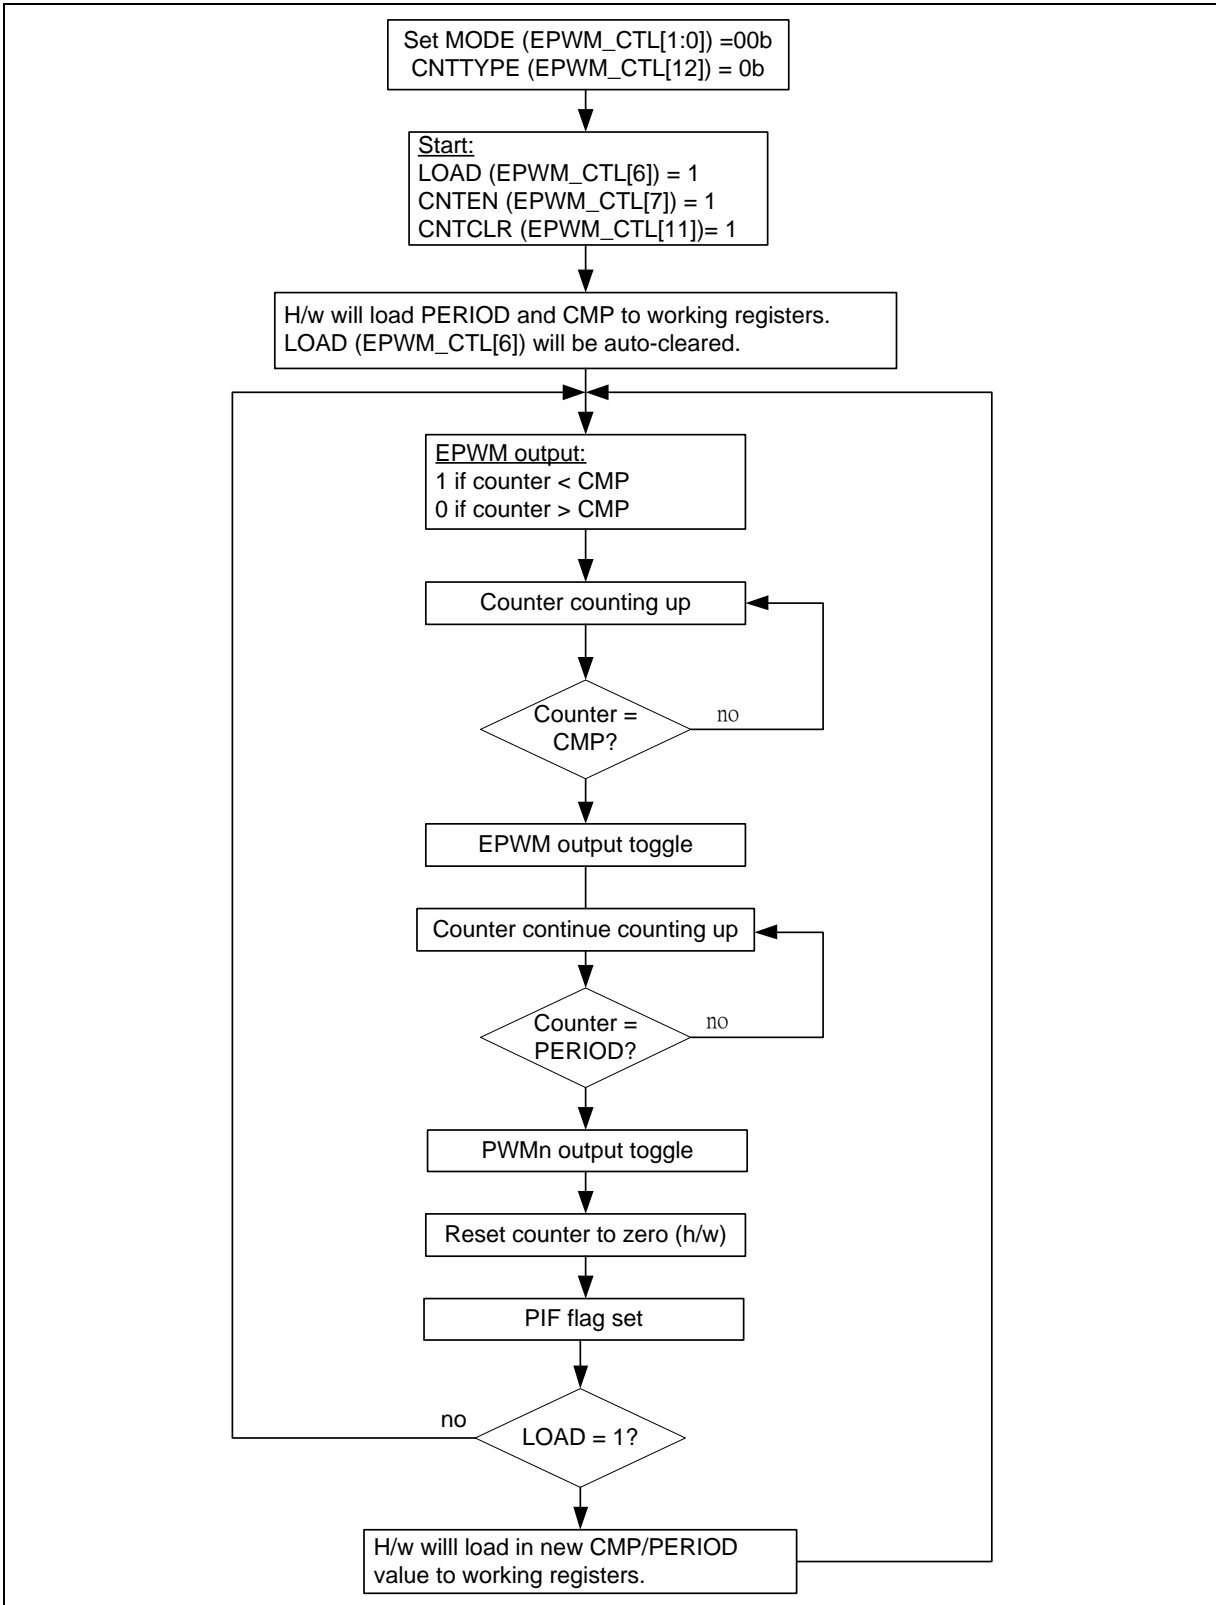 Set MODE (EPWM_CTL[1:0]) =00b
CNTTYPE (EPWM_CTL[12]) = 0b
Start:
LOAD (EPWM_CTL[6]) = 1
CNTEN (EPWM_CTL[7]) = 1
CNTCLR (EPWM_CTL[11])= 1
H/w will load PERIOD and CMP to working registers.
LOAD (EPWM_CTL[6]) will be auto-cleared.
EPWM output:
1 if counter < CMP
0 if counter > CMP
Counter counting up
Counter =
CMP?
no
EPWM output toggle
Counter continue counting up
Counter =
PERIOD?
no
PWMn output toggle
Reset counter to zero (h/w)
PIF flag set
no
LOAD = 1?
H/w willl load in new CMP/PERIOD
value to working registers.